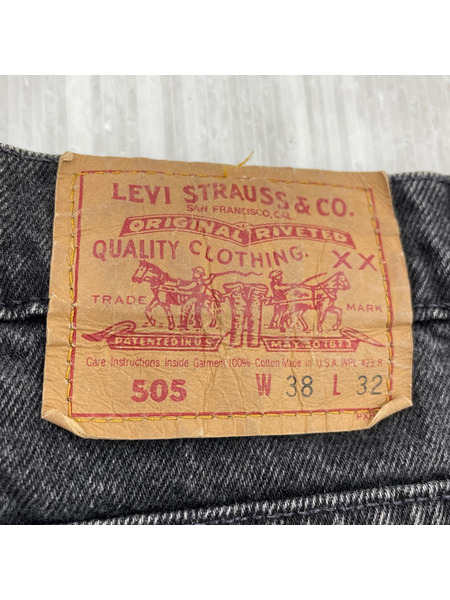 LEVI STRAUSS & CO.
SAN FRANCISCO, CAL.
ORIGINAL RIVETED
QUALITY CLOTHING. XX
TRADE MARK
PATENTED IN U.S. MAY 20 1873
Care Instructions Inside Garment 100% Cotton Made in U.S.A. WPL 423 ®
505 W 38 L 32